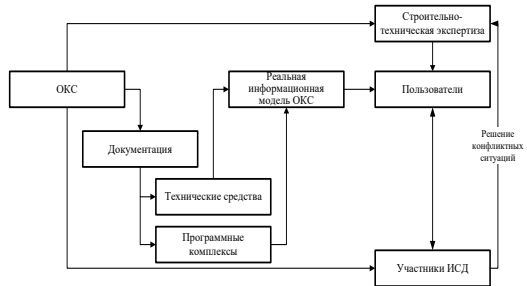 Строительно-
техническая экспертиза
ОКС
Реальная
информационная
модель ОКС
Пользователи
Документация
Решение
конфликтных
ситуаций
Технические средства
Программные
комплексы
Участники ИСД